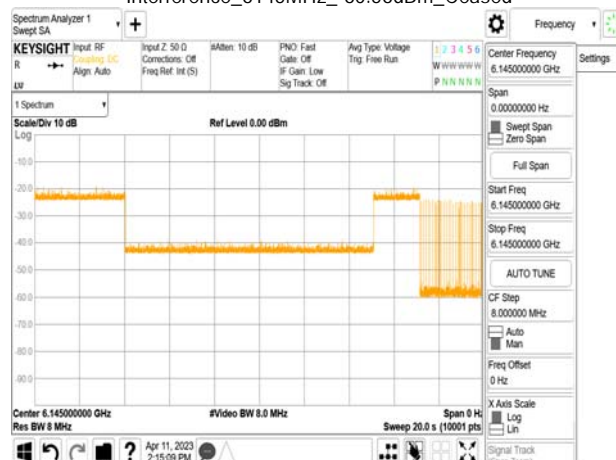 Spectrum Analyzer 1
Swept SA
Frequency
Settings
KEYSIGHT
R
Input: RF
Coupling: DC
Align: Auto
Input Z: 50 Ω
Corrections: Off
Freq Ref: Int (S)
#Atten: 10 dB
PNO: Fast
Gate: Off
IF Gain: Low
Sig Track: Off
Avg Type: Voltage
Trig: Free Run
1 2 3 4 5 6
W W W W W W
P N N N N N
Center Frequency
6.145000000 GHz
Span
0.00000000 Hz
Swept Span
Zero Span
Full Span
Start Freq
6.145000000 GHz
Stop Freq
6.145000000 GHz
AUTO TUNE
CF Step
8.000000 MHz
Auto
Man
Freq Offset
0 Hz
X Axis Scale
Log
Lin
Signal Track
1 Spectrum
Scale/Div 10 dB
Ref Level 0.00 dBm
Log
-10.0
-20.0
-30.0
-40.0
-50.0
-60.0
-70.0
-80.0
-90.0
Center 6.145000000 GHz
#Video BW 8.0 MHz
Span 0 Hz
Res BW 8 MHz
Sweep 20.0 s (10001 pts
?
Apr 11, 2023
2:15:09 PM